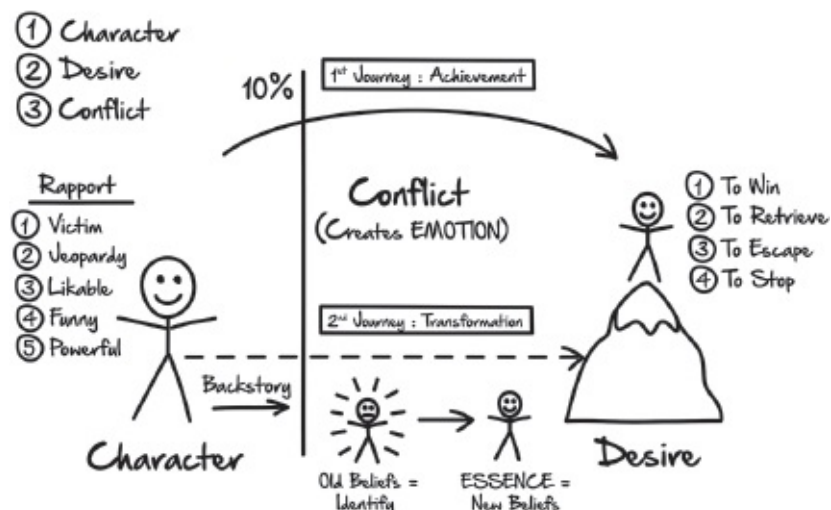 1 Character
2 Desire
3 Conflict
10%
1st Journey : Achievement
Rapport
1 Victim
2 Jeopardy
3 Likable
4 Funny
5 Powerful
Conflict
(Creates EMOTION)
1 To Win
2 To Retrieve
3 To Escape
4 To Stop
2nd Journey : Transformation
Backstory
Character
Old Beliefs =
Identify
ESSENCE =
New Beliefs
Desire